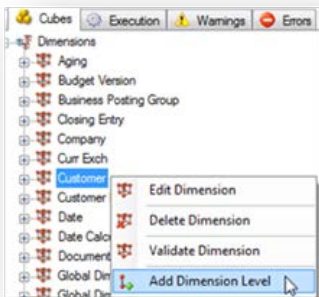 Cubes Execution Warnings Errors
Dimensions
Aging
Budget Version
Business Posting Group
Closing Entry
Company
Curr Exch
Customer
Edit Dimension
Customer
Date
Delete Dimension
Date Calc
Validate Dimension
Document
Global Dim
Add Dimension Level
Global Dim